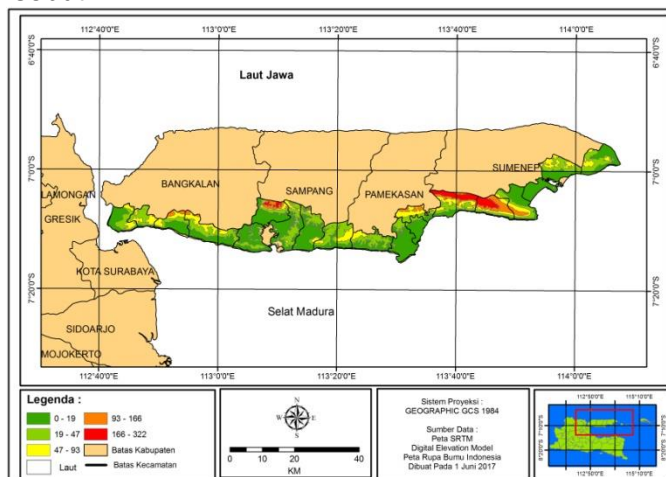 112°40'0"E 113°0'0"E 113°20'0"E 113°40'0"E 114°0'0"E
6°40'0"S 6°40'0"S
Laut Jawa
7°0'0"S 7°0'0"S
SUMENEP
LAMONGAN
BANGKALAN
SAMPANG
PAMEKASAN
GRESIK
KOTA SURABAYA
7°20'0"S 7°20'0"S
Selat Madura
SIDOARJO
MOJOKERTO
112°40'0"E 113°0'0"E 113°20'0"E 113°40'0"E 114°0'0"E
Legenda :
0 - 19
93 - 166
19 - 47
166 - 322
47 - 93
Batas Kabupaten
Laut
Batas Kecamatan
N
W E
S
0 10 20 40
KM
Sistem Proyeksi :
GEOGRAPHIC GCS 1984
Sumber Data :
Peta SRTM
Digital Elevation Model
Peta Rupa Bumu Indonesia
Dibuat Pada 1 Juni 2017